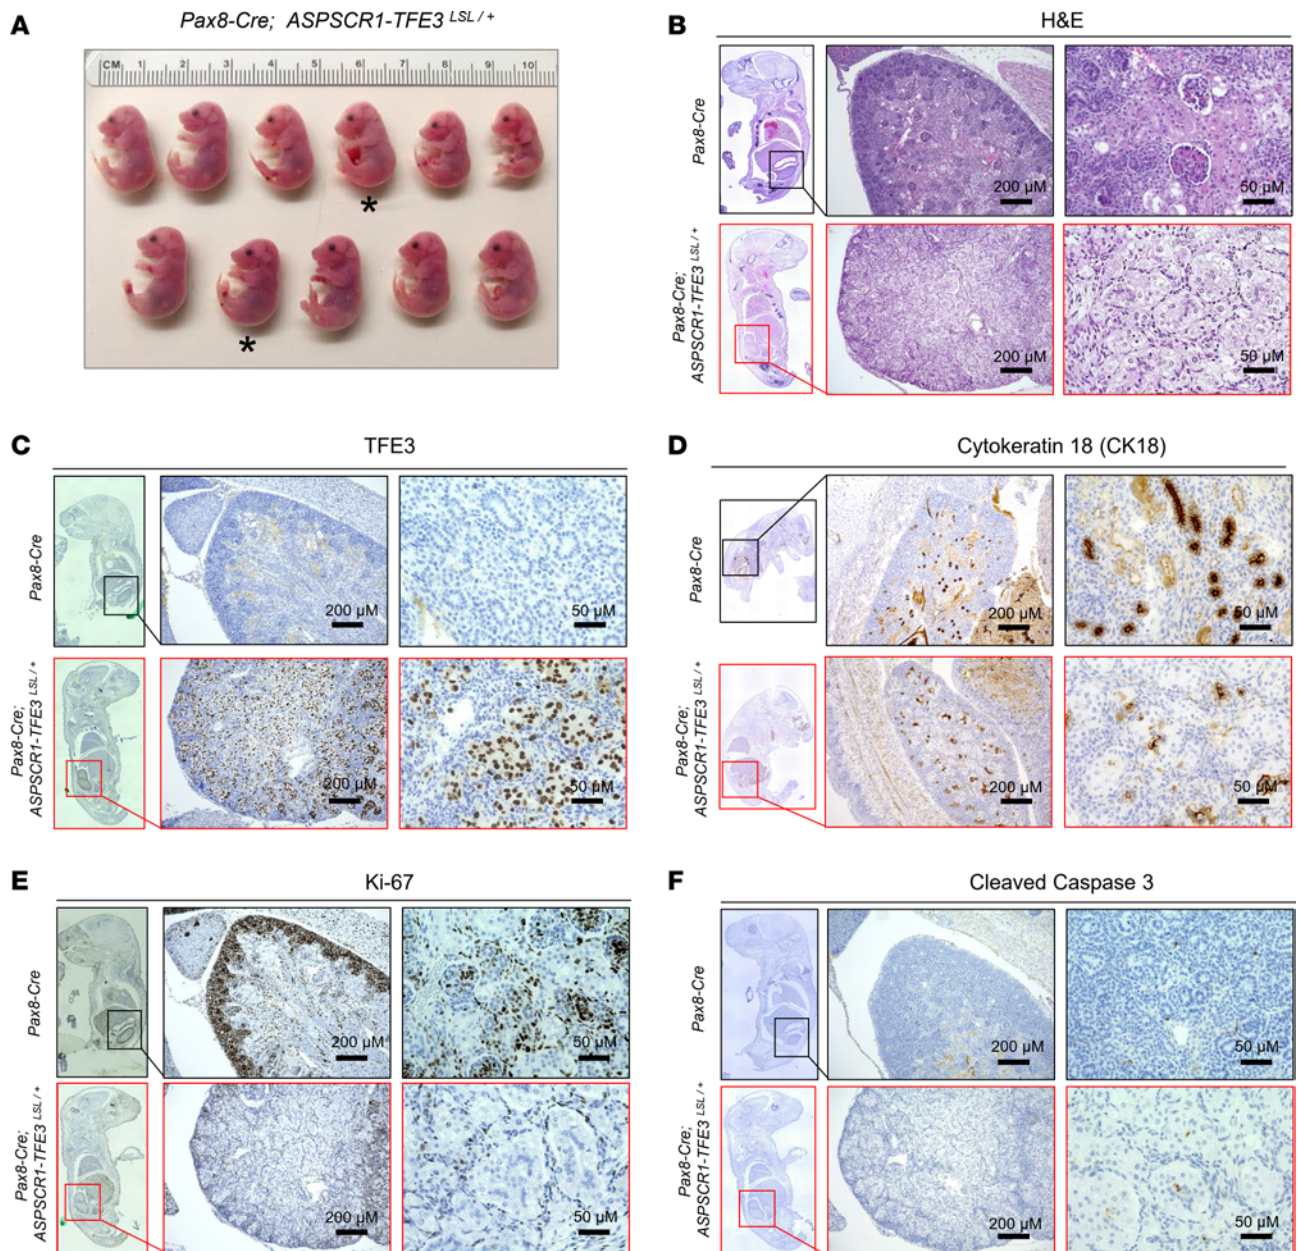 A
Pax8-Cre; ASPSCR1-TFE3 LSL / +
CM 1 2 3 4 5 6 7 8 9 10
*
*
B
H&E
Pax8-Cre
200 µM
50 µM
Pax8-Cre;
ASPSCR1-TFE3 LSL / +
200 µM
50 µM
C
TFE3
Pax8-Cre
200 µM
50 µM
Pax8-Cre;
ASPSCR1-TFE3 LSL / +
200 µM
50 µM
D
Cytokeratin 18 (CK18)
Pax8-Cre
200 µM
50 µM
Pax8-Cre;
ASPSCR1-TFE3 LSL / +
200 µM
50 µM
E
Ki-67
Pax8-Cre
200 µM
50 µM
Pax8-Cre;
ASPSCR1-TFE3 LSL / +
200 µM
50 µM
F
Cleaved Caspase 3
Pax8-Cre
200 µM
50 µM
Pax8-Cre;
ASPSCR1-TFE3 LSL / +
200 µM
50 µM